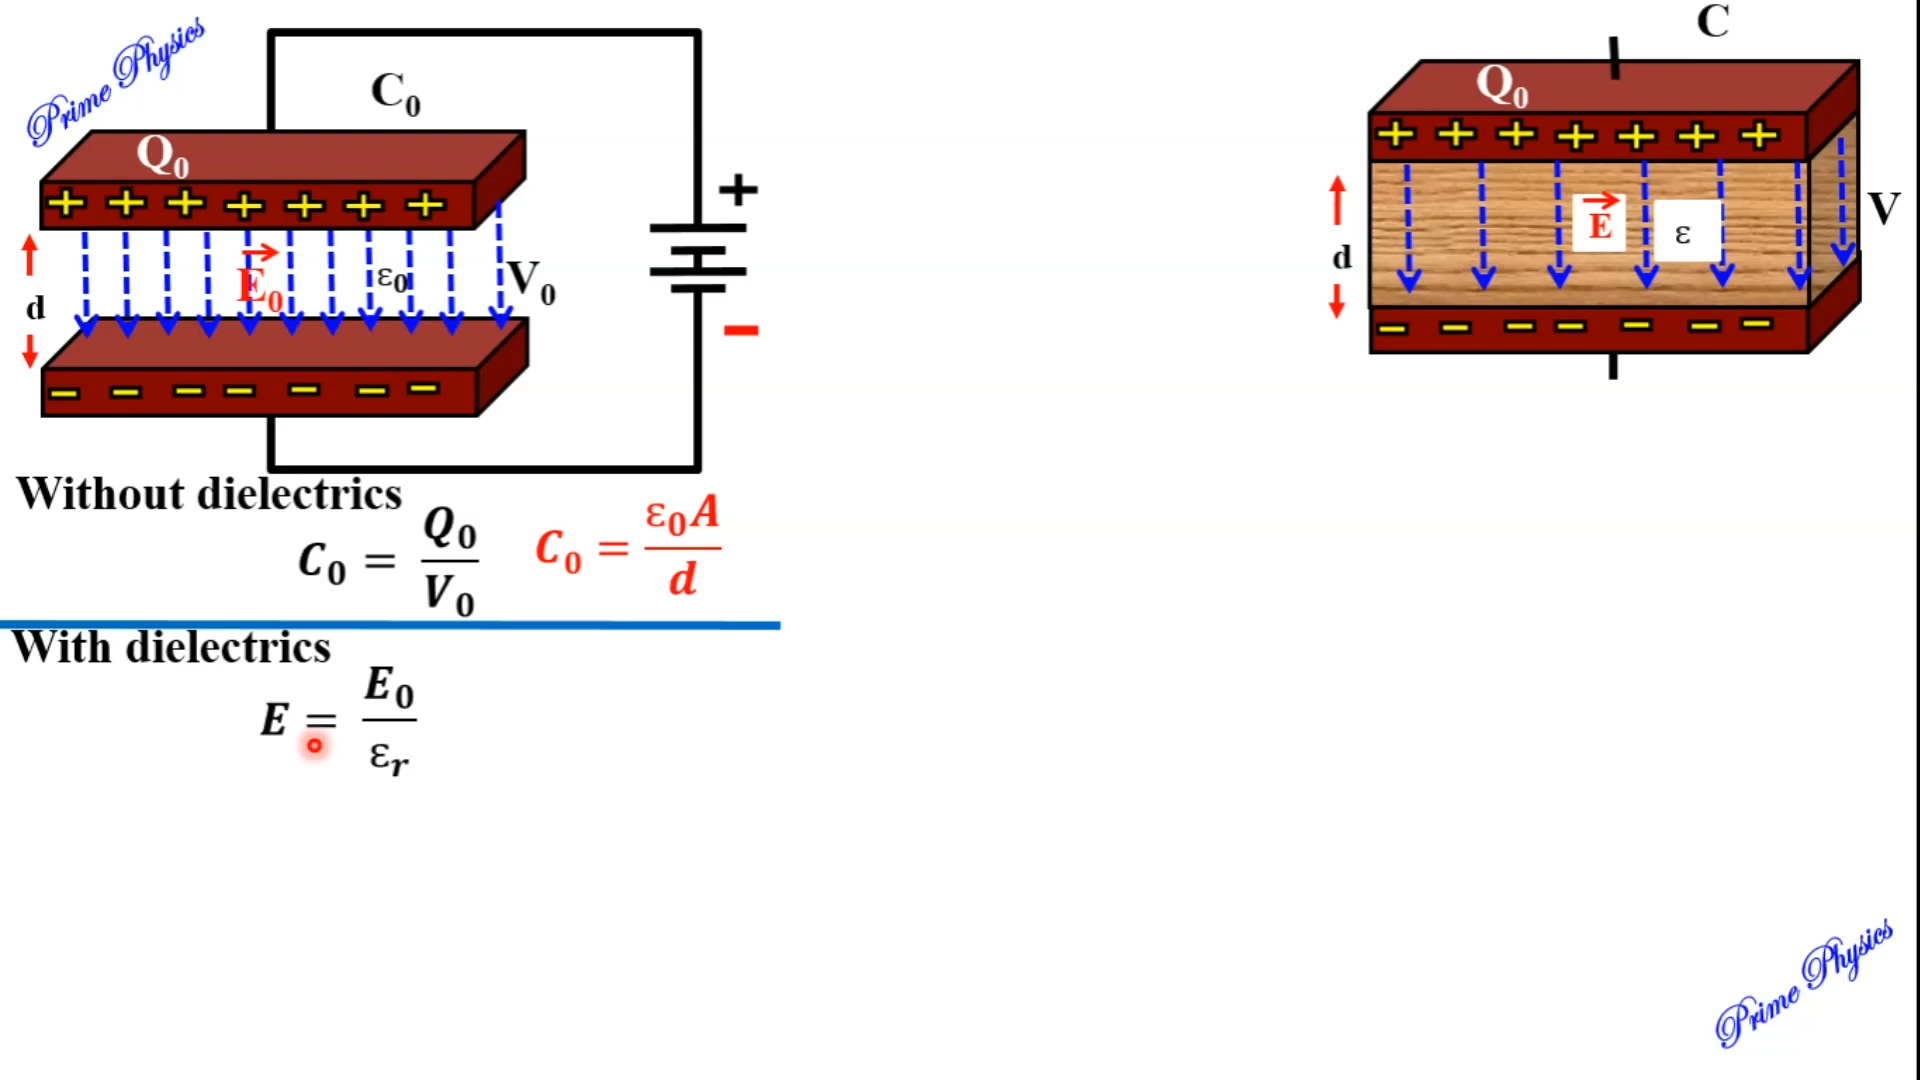 Prime Physics
C₀
Q₀
+ + + + + + +
d
E₀
ε₀
V₀
+
−
− − − − − − −
C
Q₀
+ + + + + + +
d
E
ε
V
− − − − − − −
Without dielectrics
C₀ = Q₀/V₀ C₀ = ε₀A/d
With dielectrics
E = E₀/εᵣ
Prime Physics